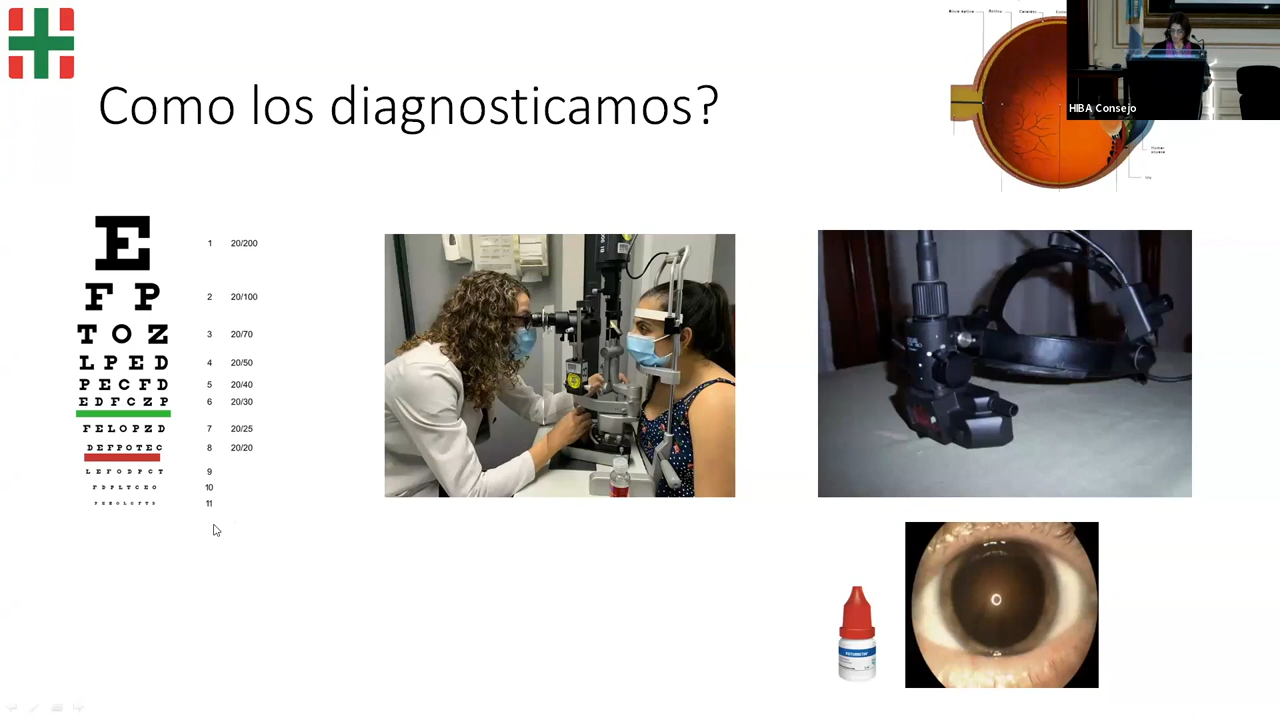 Como los diagnosticamos?
HIBA Consejo
E 1 20/200
F P 2 20/100
T O Z 3 20/70
L P E D 4 20/50
P E C F D 5 20/40
E D F C Z P 6 20/30
F E L O P Z D 7 20/25
D E F P O T E C 8 20/20
L E F O D P C T 9
F D P L T C E O 10
11